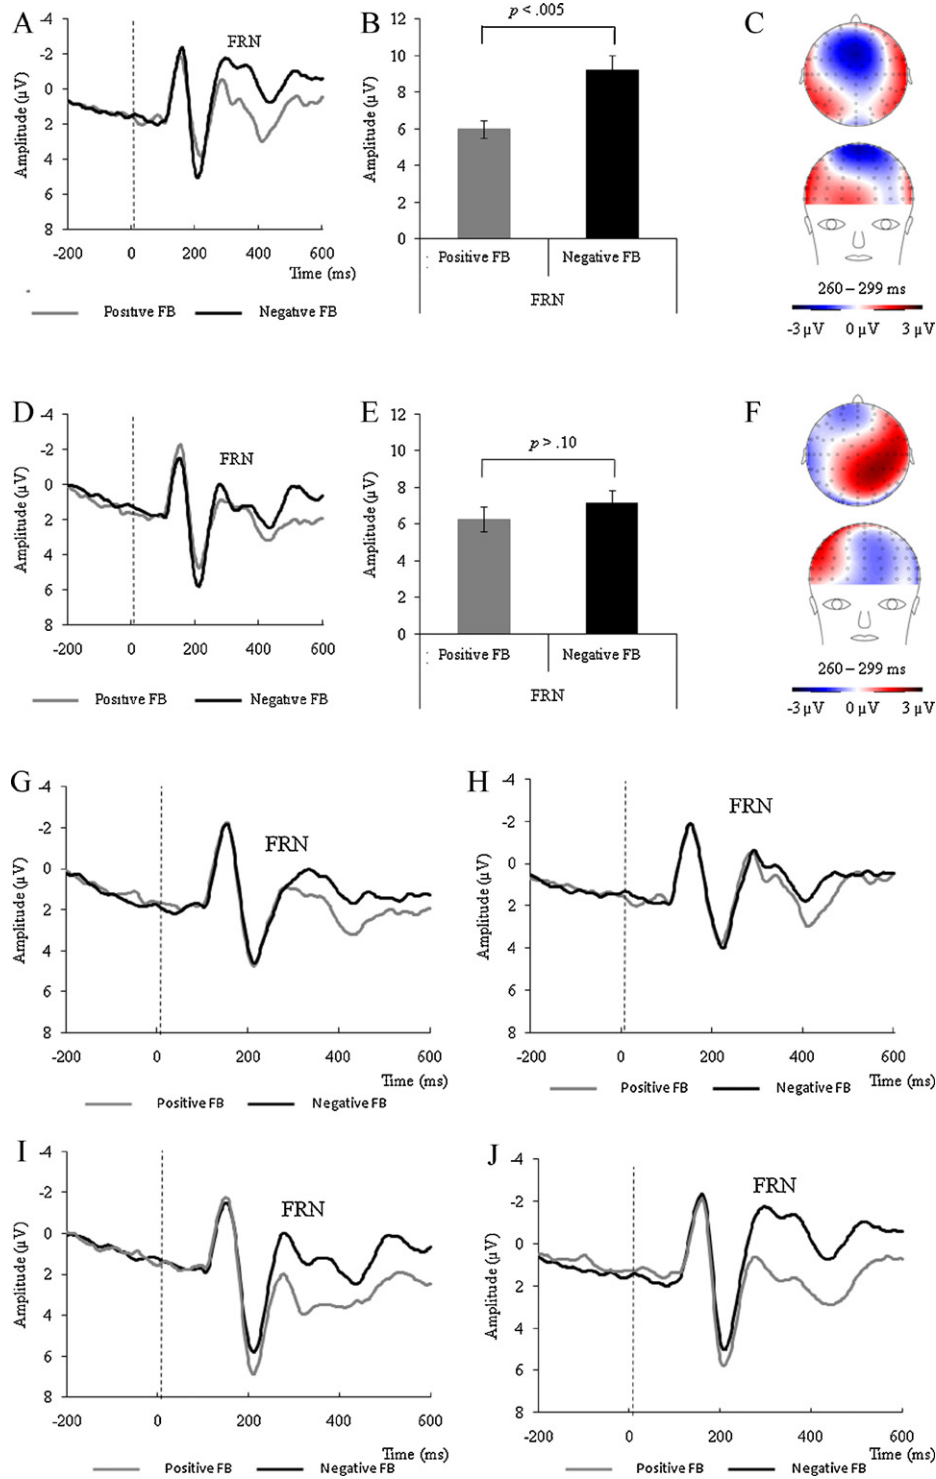 A
-4
-2
0
2
4
6
8
Amplitude (µV)
FRN
-200
0
200
400
600
Time (ms)
Positive FB
Negative FB
B
12
10
8
6
4
2
0
Amplitude (µV)
p < .005
Positive FB
Negative FB
FRN
C
260 – 299 ms
-3 µV 0 µV 3 µV
D
-4
-2
0
2
4
6
8
Amplitude (µV)
FRN
-200
0
200
400
600
Positive FB
Negative FB
E
12
10
8
6
4
2
0
Amplitude (µV)
p > .10
Positive FB
Negative FB
FRN
F
260 – 299 ms
-3 µV 0 µV 3 µV
G
-4
-2
0
2
4
6
8
Amplitude (µV)
FRN
-200
0
200
400
600
Time (ms)
Positive FB
Negative FB
H
-4
-2
0
2
4
6
8
Amplitude (µV)
FRN
-200
0
200
400
600
Time (ms)
Positive FB
Negative FB
I
-4
-2
0
2
4
6
8
Amplitude (µV)
FRN
-200
0
200
400
600
Time (ms)
Positive FB
Negative FB
J
-4
-2
0
2
4
6
8
Amplitude (µV)
FRN
-200
0
200
400
600
Time (ms)
Positive FB
Negative FB